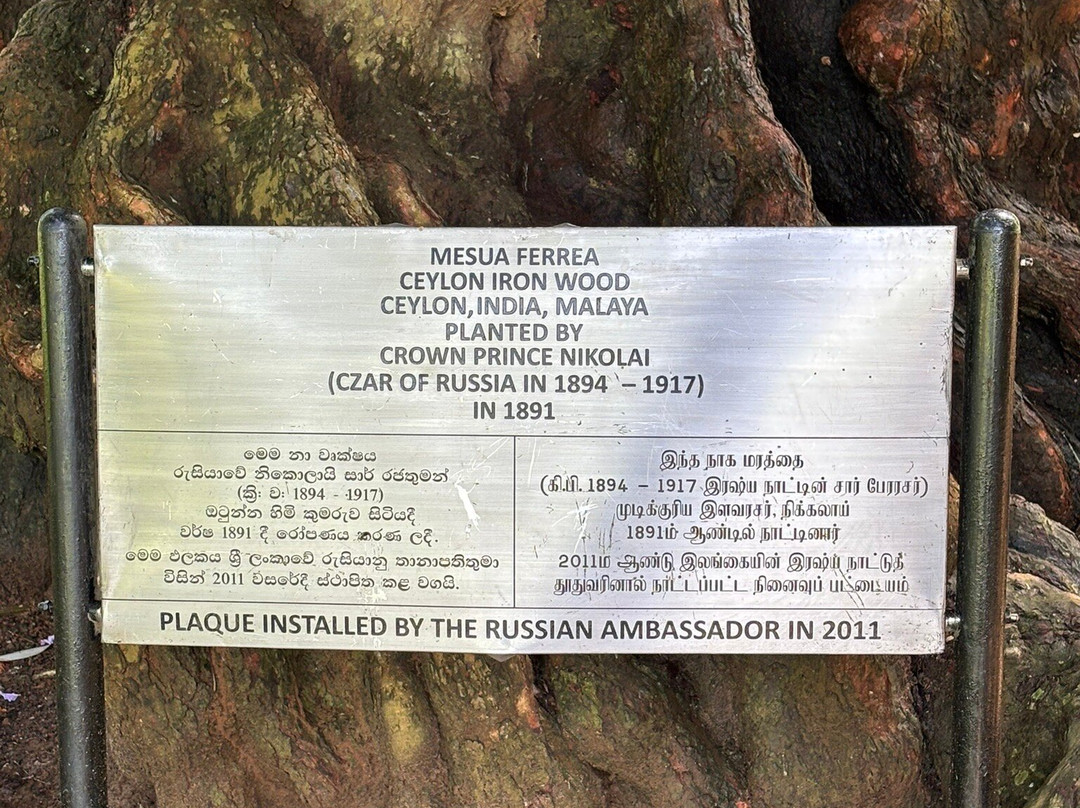 MESUA FERREA
CEYLON IRON WOOD
CEYLON, INDIA, MALAYA
PLANTED BY
CROWN PRINCE NIKOLAI
(CZAR OF RUSSIA IN 1894 – 1917)
IN 1891
මෙම නා වෘක්ෂය
රුසියාවේ නිකොලායි සාර් රජතුමන්
(ක්‍රි: ව: 1894 - 1917)
ඔටුන්න හිමි කුමරුව සිටියදී
වර්ෂ 1891 දී රෝපණය කරණ ලදී.
මෙම ඵලකය ශ්‍රී ලංකාවේ රුසියානු තානාපතිතුමා
විසින් 2011 වසරේදී ස්ථාපිත කළ වගයි.
இந்த நாக மரத்தை
(கி.பி. 1894 – 1917 இரஷ்ய நாட்டின் சார் பேரரசர்)
முடிக்குரிய இளவரசர், நிக்கலாய்
1891ம் ஆண்டில் நாட்டினார்
2011ம் ஆண்டு இலங்கையின் இரஷ்ய நாட்டுதீ
தூதுவரினால் நாட்டப்பட்ட நினைவுப் பட்டையம்
PLAQUE INSTALLED BY THE RUSSIAN AMBASSADOR IN 2011